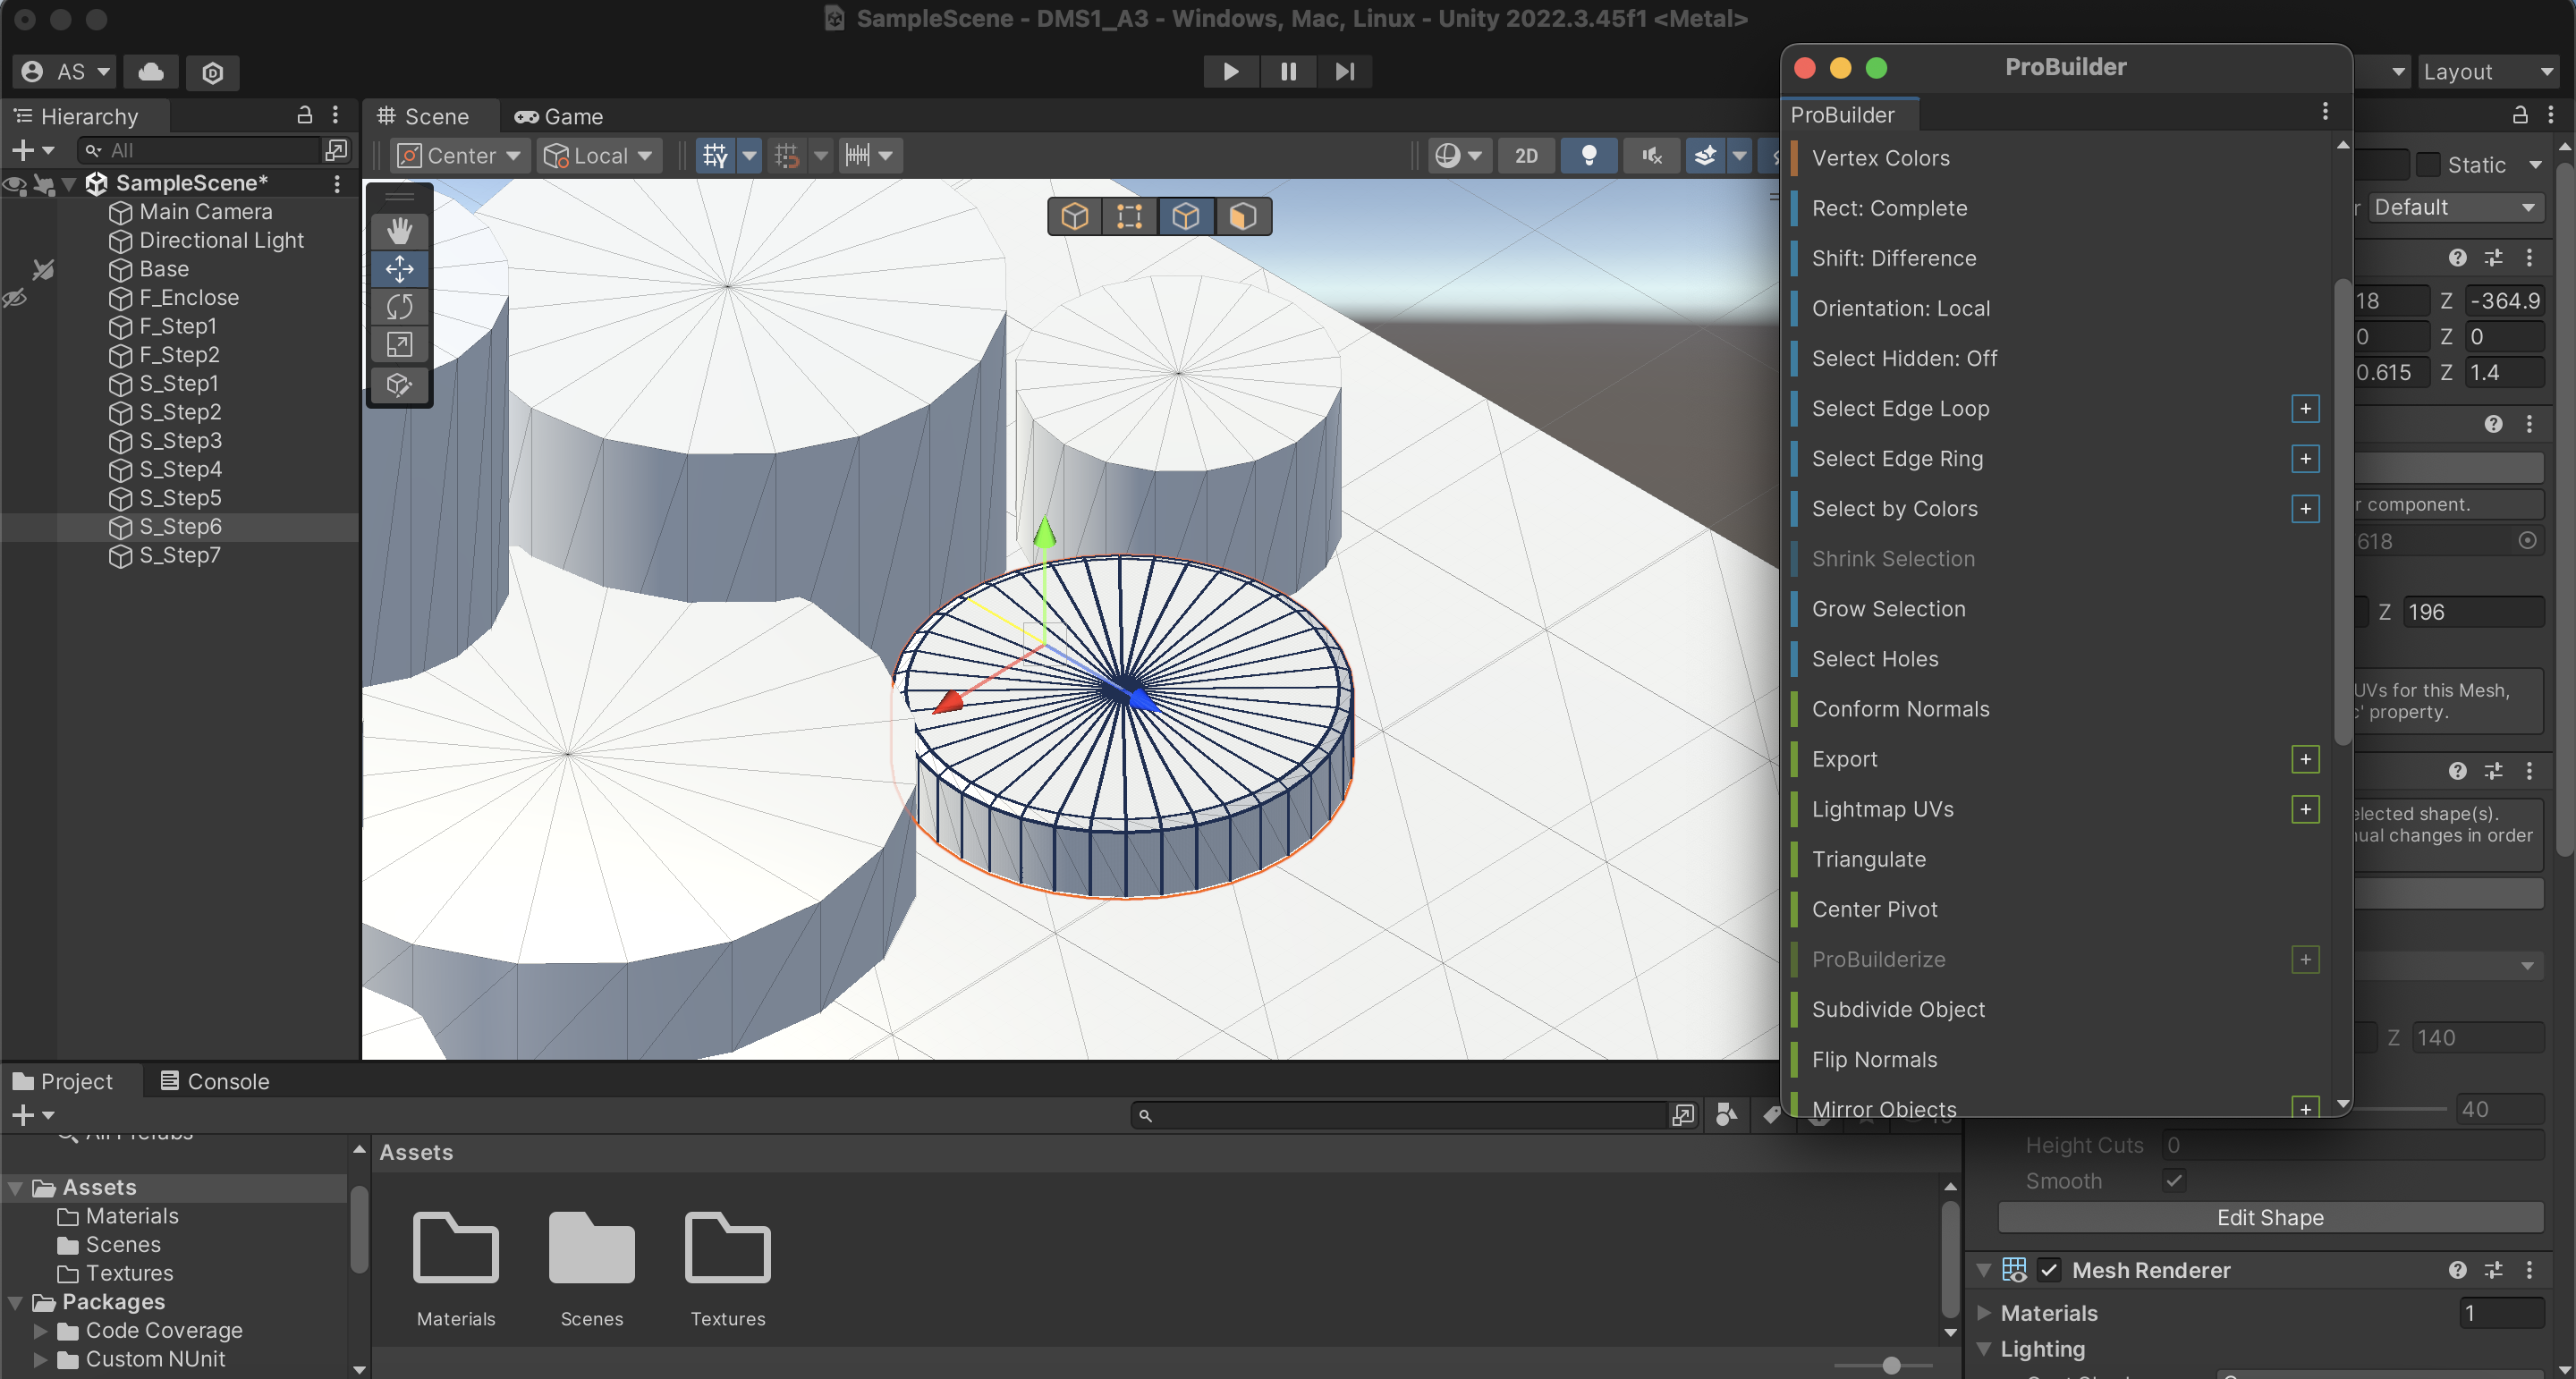 SampleScene - DMS1_A3 - Windows, Mac, Linux - Unity 2022.3.45f1 <Metal>
AS
Layout
Hierarchy
All
SampleScene*
Main Camera
Directional Light
Base
F_Enclose
F_Step1
F_Step2
S_Step1
S_Step2
S_Step3
S_Step4
S_Step5
S_Step6
S_Step7
Scene
Game
Center
Local
2D
ProBuilder
ProBuilder
Vertex Colors
Rect: Complete
Shift: Difference
Orientation: Local
Select Hidden: Off
Select Edge Loop
Select Edge Ring
Select by Colors
Shrink Selection
Grow Selection
Select Holes
Conform Normals
Export
Lightmap UVs
Triangulate
Center Pivot
ProBuilderize
Subdivide Object
Flip Normals
Mirror Objects
Static
r Default
18 Z -364.9
0 Z 0
0.615 Z 1.4
r component.
618
Z 196
UVs for this Mesh,
c' property.
elected shape(s).
ual changes in order
Z 140
40
Height Cuts 0
Smooth
Edit Shape
Mesh Renderer
Materials 1
Lighting
Project
Console
All Prefabs
Assets
Materials
Scenes
Textures
Packages
Code Coverage
Custom NUnit
Assets
Materials
Scenes
Textures